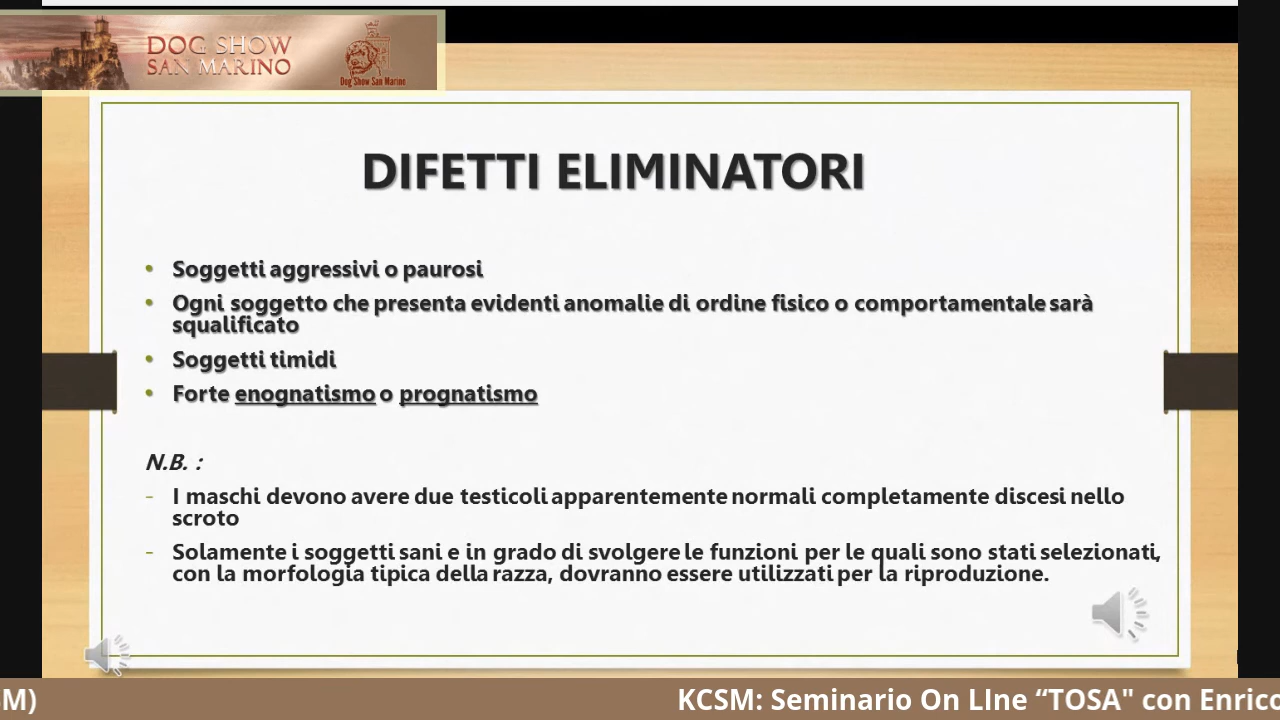 DOG SHOW
SAN MARINO
Dog Show San Marino
DIFETTI ELIMINATORI
• Soggetti aggressivi o paurosi
• Ogni soggetto che presenta evidenti anomalie di ordine fisico o comportamentale sarà
squalificato
• Soggetti timidi
• Forte enognatismo o prognatismo
N.B. :
- I maschi devono avere due testicoli apparentemente normali completamente discesi nello
scroto
- Solamente i soggetti sani e in grado di svolgere le funzioni per le quali sono stati selezionati,
con la morfologia tipica della razza, dovranno essere utilizzati per la riproduzione.
SM) KCSM: Seminario On LIne “TOSA" con Enrico